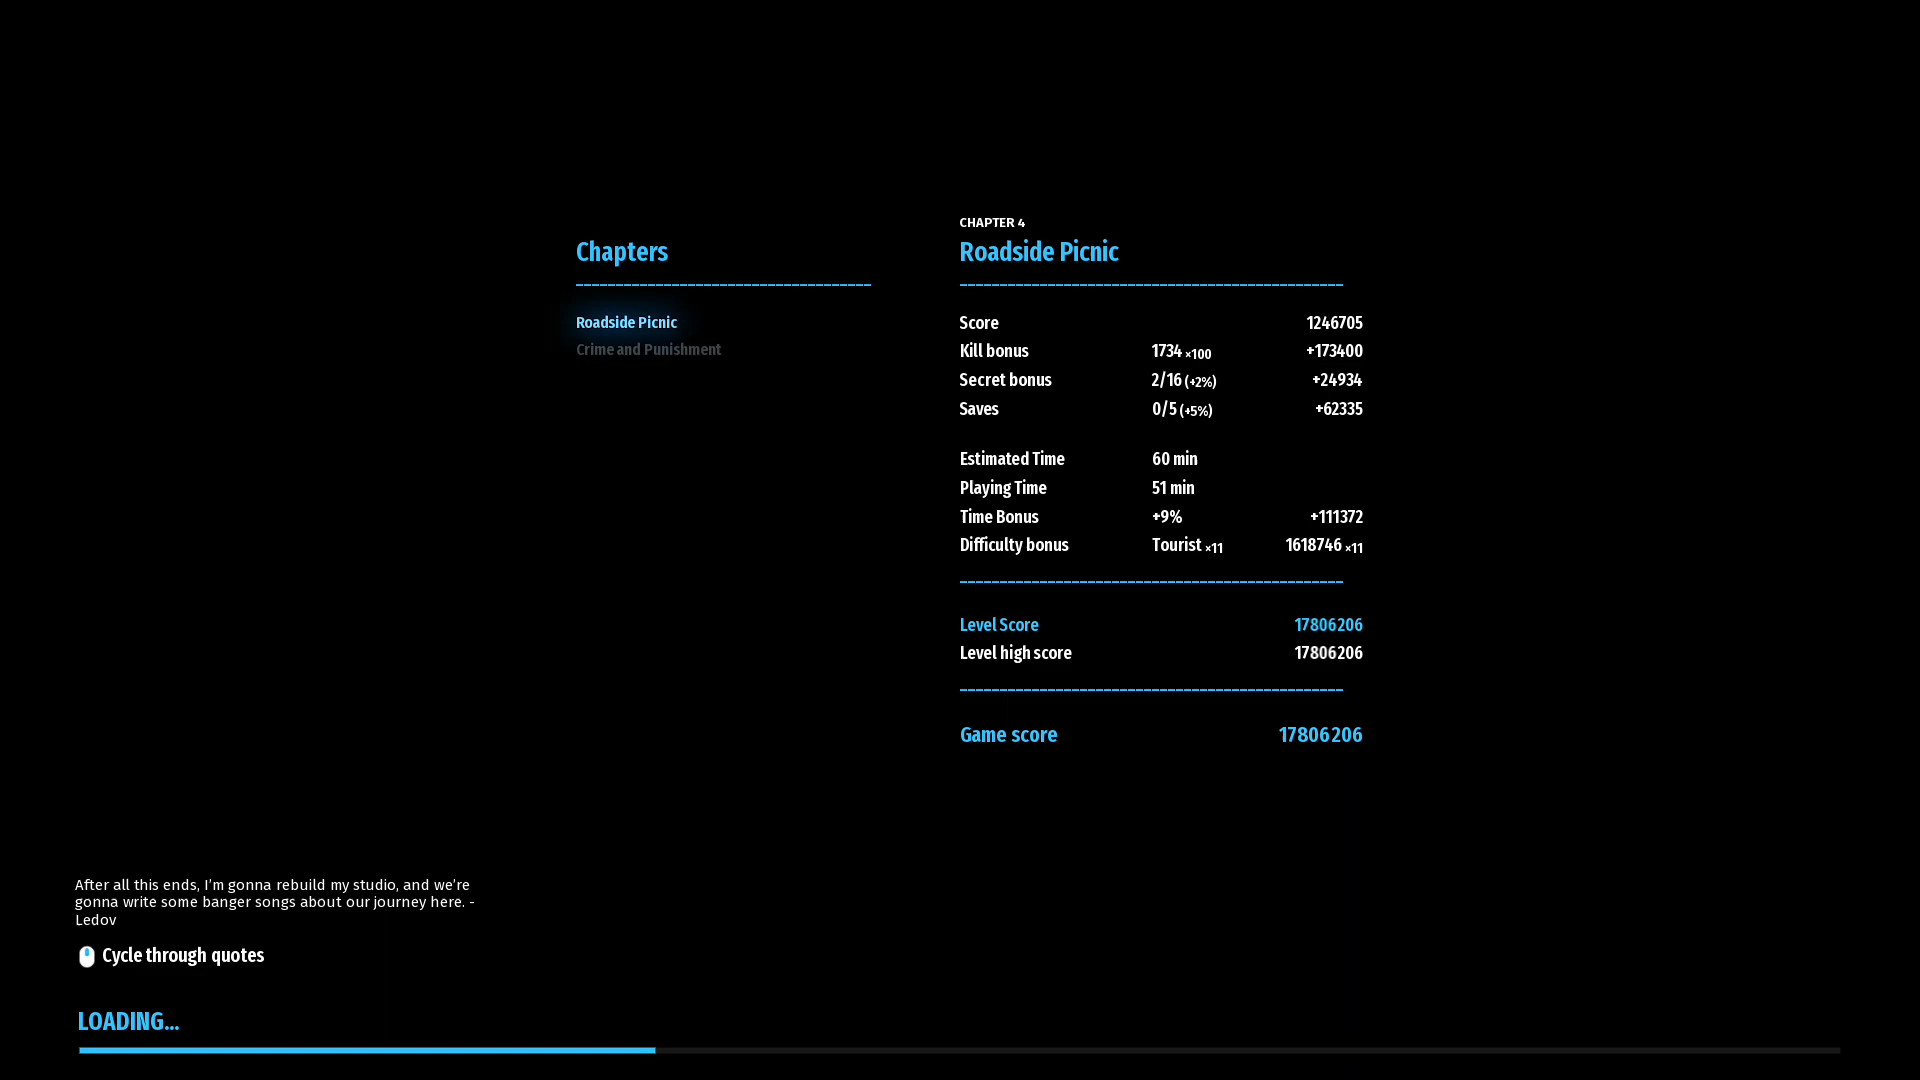 Chapters
Roadside Picnic
Crime and Punishment
CHAPTER 4
Roadside Picnic
Score 1246705
Kill bonus 1734 ×100 +173400
Secret bonus 2/16 (+2%) +24934
Saves 0/5 (+5%) +62335
Estimated Time 60 min
Playing Time 51 min
Time Bonus +9% +111372
Difficulty bonus Tourist ×11 1618746 ×11
Level Score 17806206
Level high score 17806206
Game score 17806206
After all this ends, I'm gonna rebuild my studio, and we're
gonna write some banger songs about our journey here. -
Ledov
Cycle through quotes
LOADING...